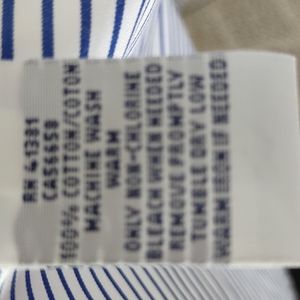 RN 41381
CA56659
100% COTTON/COTON
MACHINE WASH
WARM
ONLY NON-CHLORINE
BLEACH WHEN NEEDED
REMOVE PROMPTLY
TUMBLE DRY LOW
WARM IRON IF NEEDED